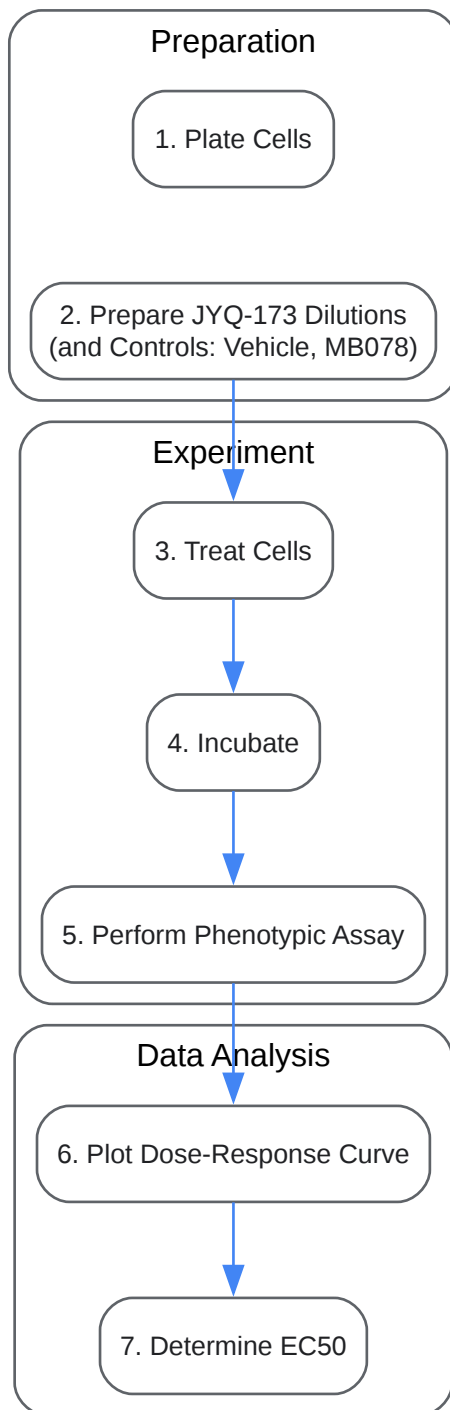 Preparation
1. Plate Cells
2. Prepare JYQ-173 Dilutions
(and Controls: Vehicle, MB078)
Experiment
3. Treat Cells
4. Incubate
5. Perform Phenotypic Assay
Data Analysis
6. Plot Dose-Response Curve
7. Determine EC50